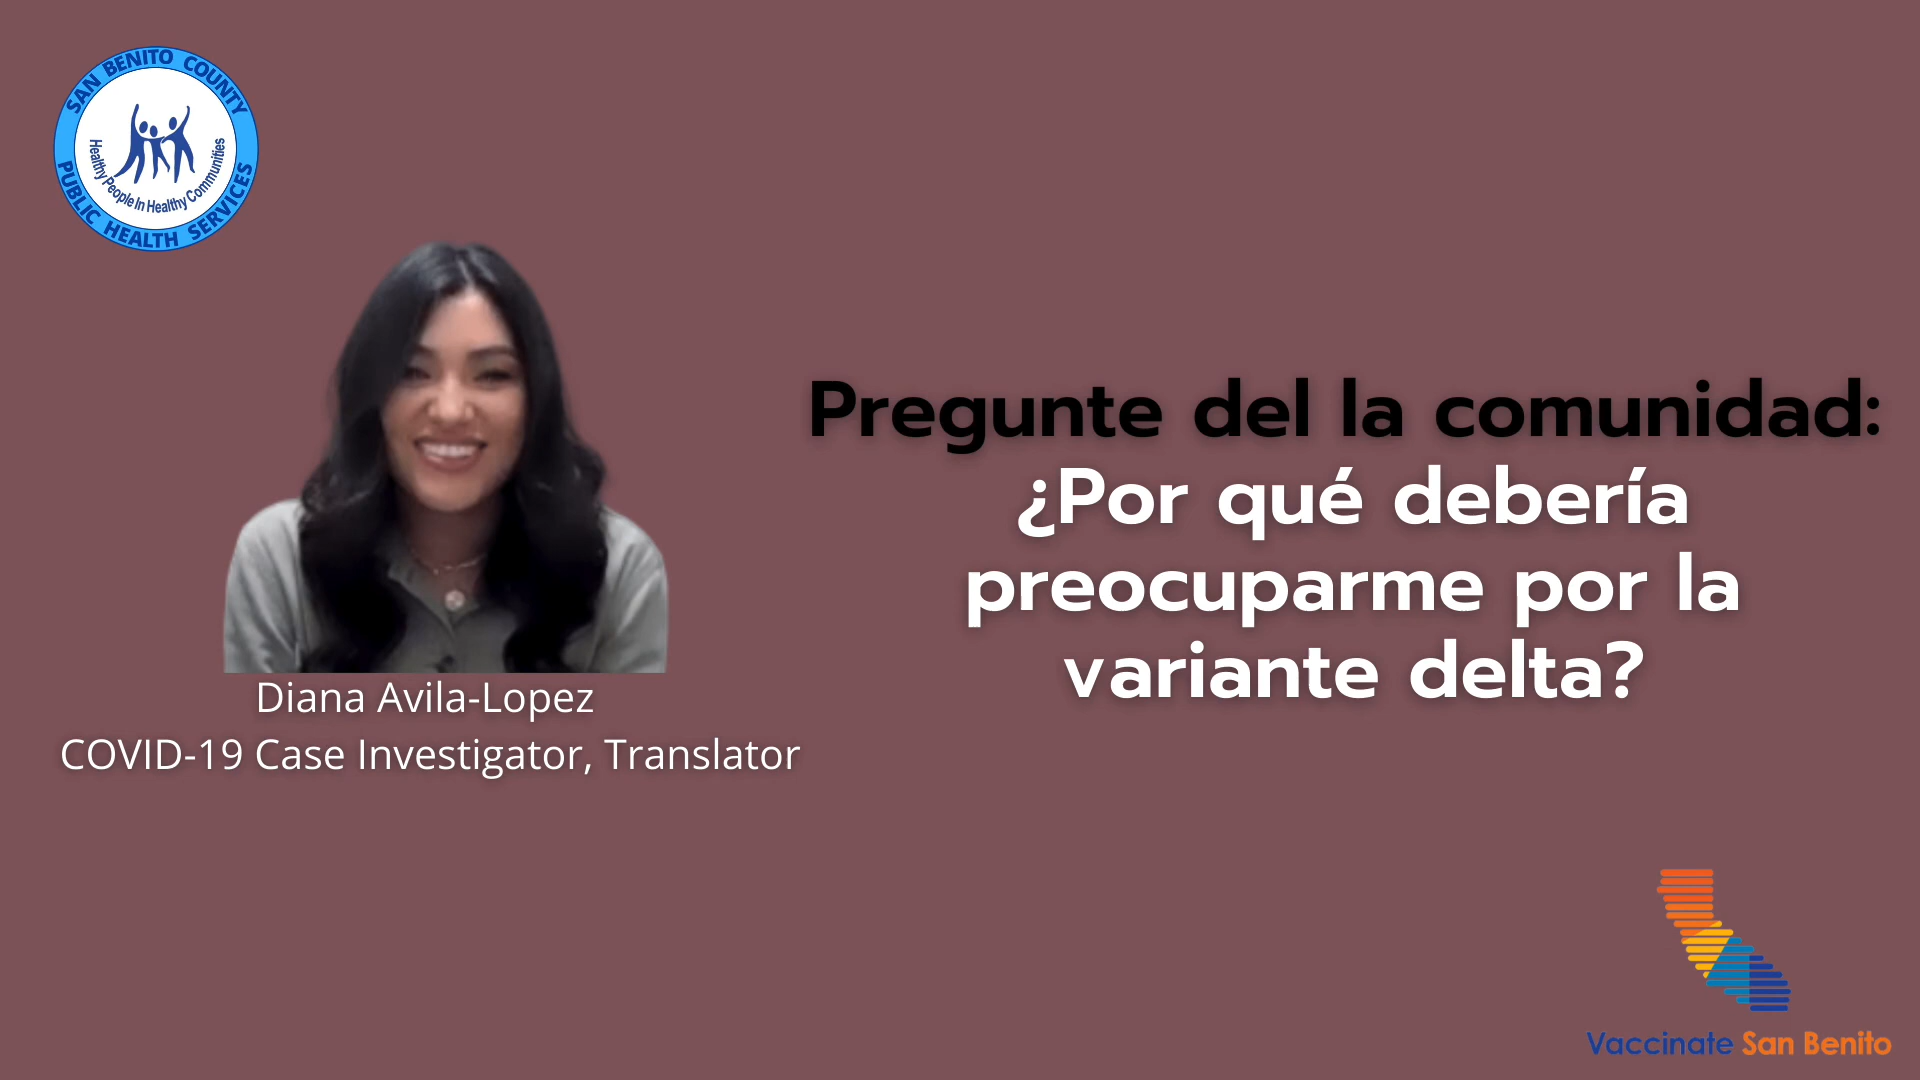 SAN BENITO COUNTY
Healthy People In Healthy Communities
PUBLIC HEALTH SERVICES
Pregunte del la comunidad:
¿Por qué debería
preocuparme por la
variante delta?
Diana Avila-Lopez
COVID-19 Case Investigator, Translator
Vaccinate San Benito